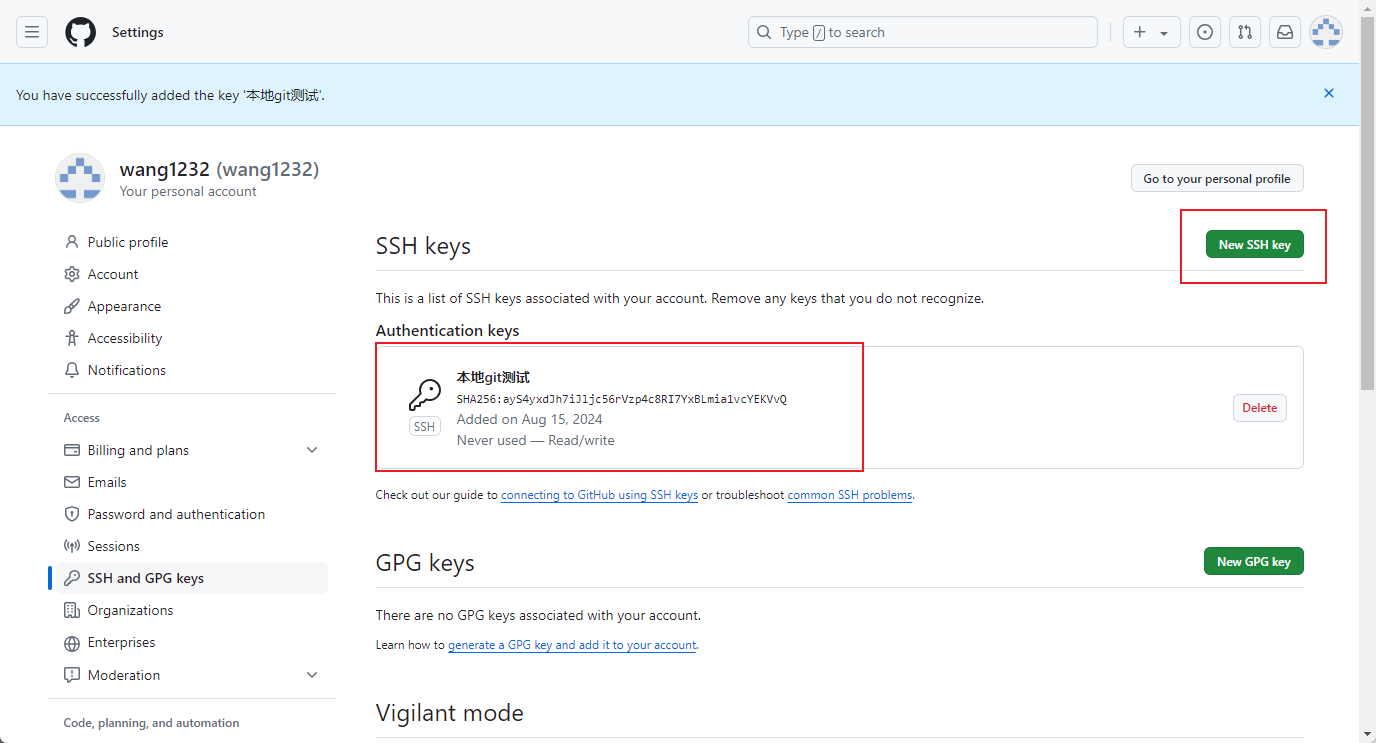 Settings
Type / to search
You have successfully added the key '本地git测试'.
wang1232 (wang1232)
Your personal account
Go to your personal profile
Public profile
Account
Appearance
Accessibility
Notifications
Access
Billing and plans
Emails
Password and authentication
Sessions
SSH and GPG keys
Organizations
Enterprises
Moderation
Code, planning, and automation
SSH keys
New SSH key
This is a list of SSH keys associated with your account. Remove any keys that you do not recognize.
Authentication keys
本地git测试
SHA256:ayS4yxdJh7iJljc56rVzp4c8RI7YxBLmia1vcYEKVvQ
SSH
Added on Aug 15, 2024
Never used — Read/write
Delete
Check out our guide to connecting to GitHub using SSH keys or troubleshoot common SSH problems.
GPG keys
New GPG key
There are no GPG keys associated with your account.
Learn how to generate a GPG key and add it to your account.
Vigilant mode